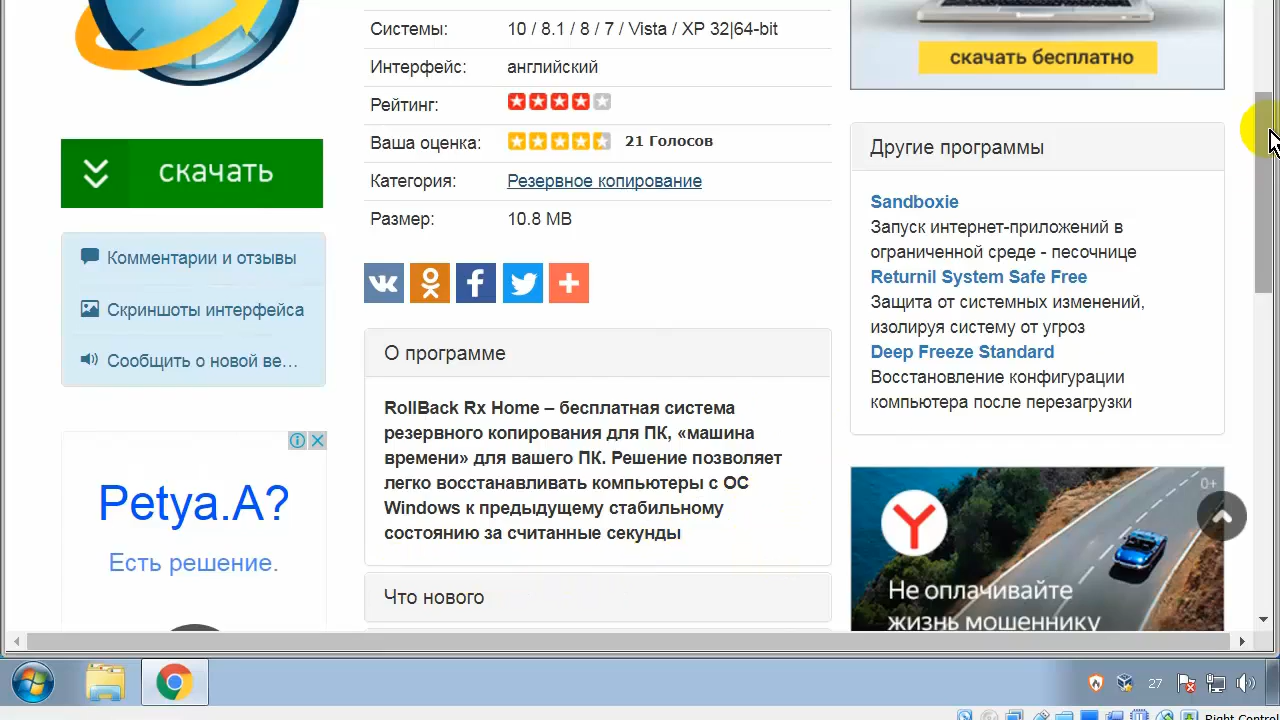 Системы: 10 / 8.1 / 8 / 7 / Vista / XP 32|64-bit
Интерфейс: английский
Рейтинг:
Ваша оценка: 21 Голосов
Категория: Резервное копирование
Размер: 10.8 MB
скачать
Комментарии и отзывы
Скриншоты интерфейса
Сообщить о новой ве...
Petya.A?
Есть решение.
О программе
RollBack Rx Home – бесплатная система
резервного копирования для ПК, «машина
времени» для вашего ПК. Решение позволяет
легко восстанавливать компьютеры с ОС
Windows к предыдущему стабильному
состоянию за считанные секунды
Что нового
скачать бесплатно
Другие программы
Sandboxie
Запуск интернет-приложений в
ограниченной среде - песочнице
Returnil System Safe Free
Защита от системных изменений,
изолируя систему от угроз
Deep Freeze Standard
Восстановление конфигурации
компьютера после перезагрузки
0+
Y
Не оплачивайте
жизнь мошеннику
27
Right Control